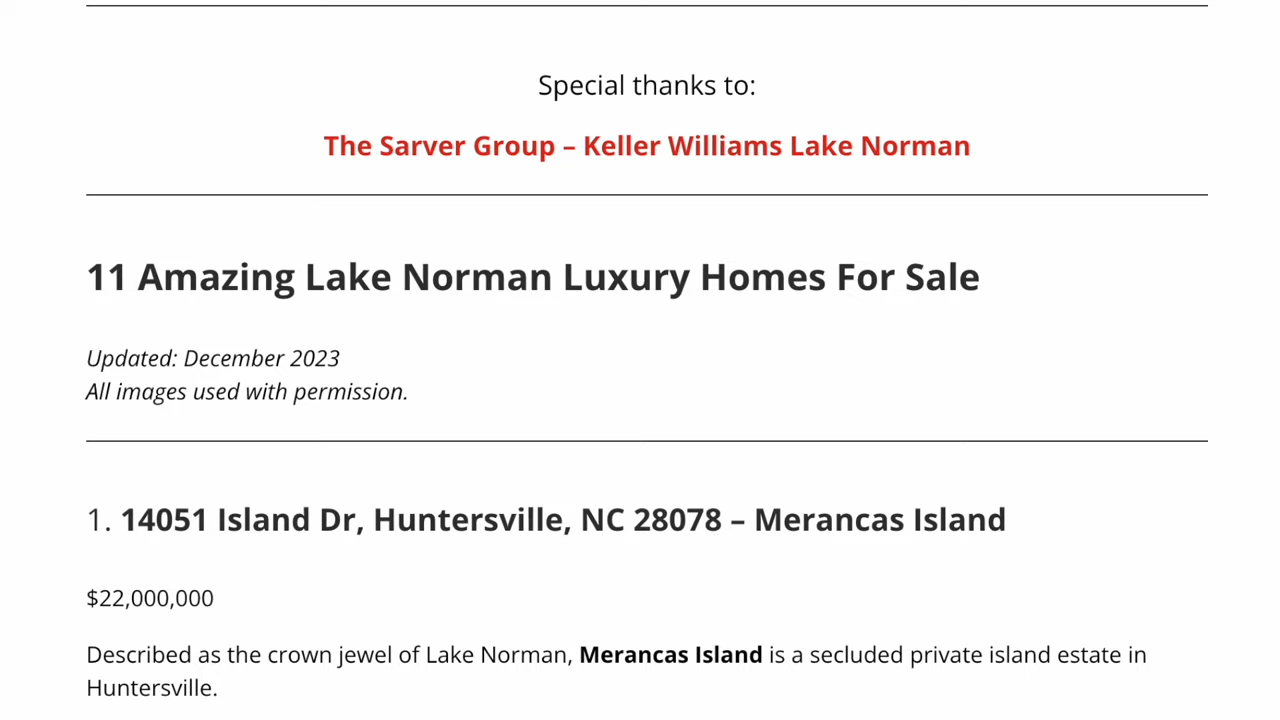 Special thanks to:
The Sarver Group – Keller Williams Lake Norman
11 Amazing Lake Norman Luxury Homes For Sale
Updated: December 2023
All images used with permission.
1. 14051 Island Dr, Huntersville, NC 28078 – Merancas Island
$22,000,000
Described as the crown jewel of Lake Norman, Merancas Island is a secluded private island estate in
Huntersville.